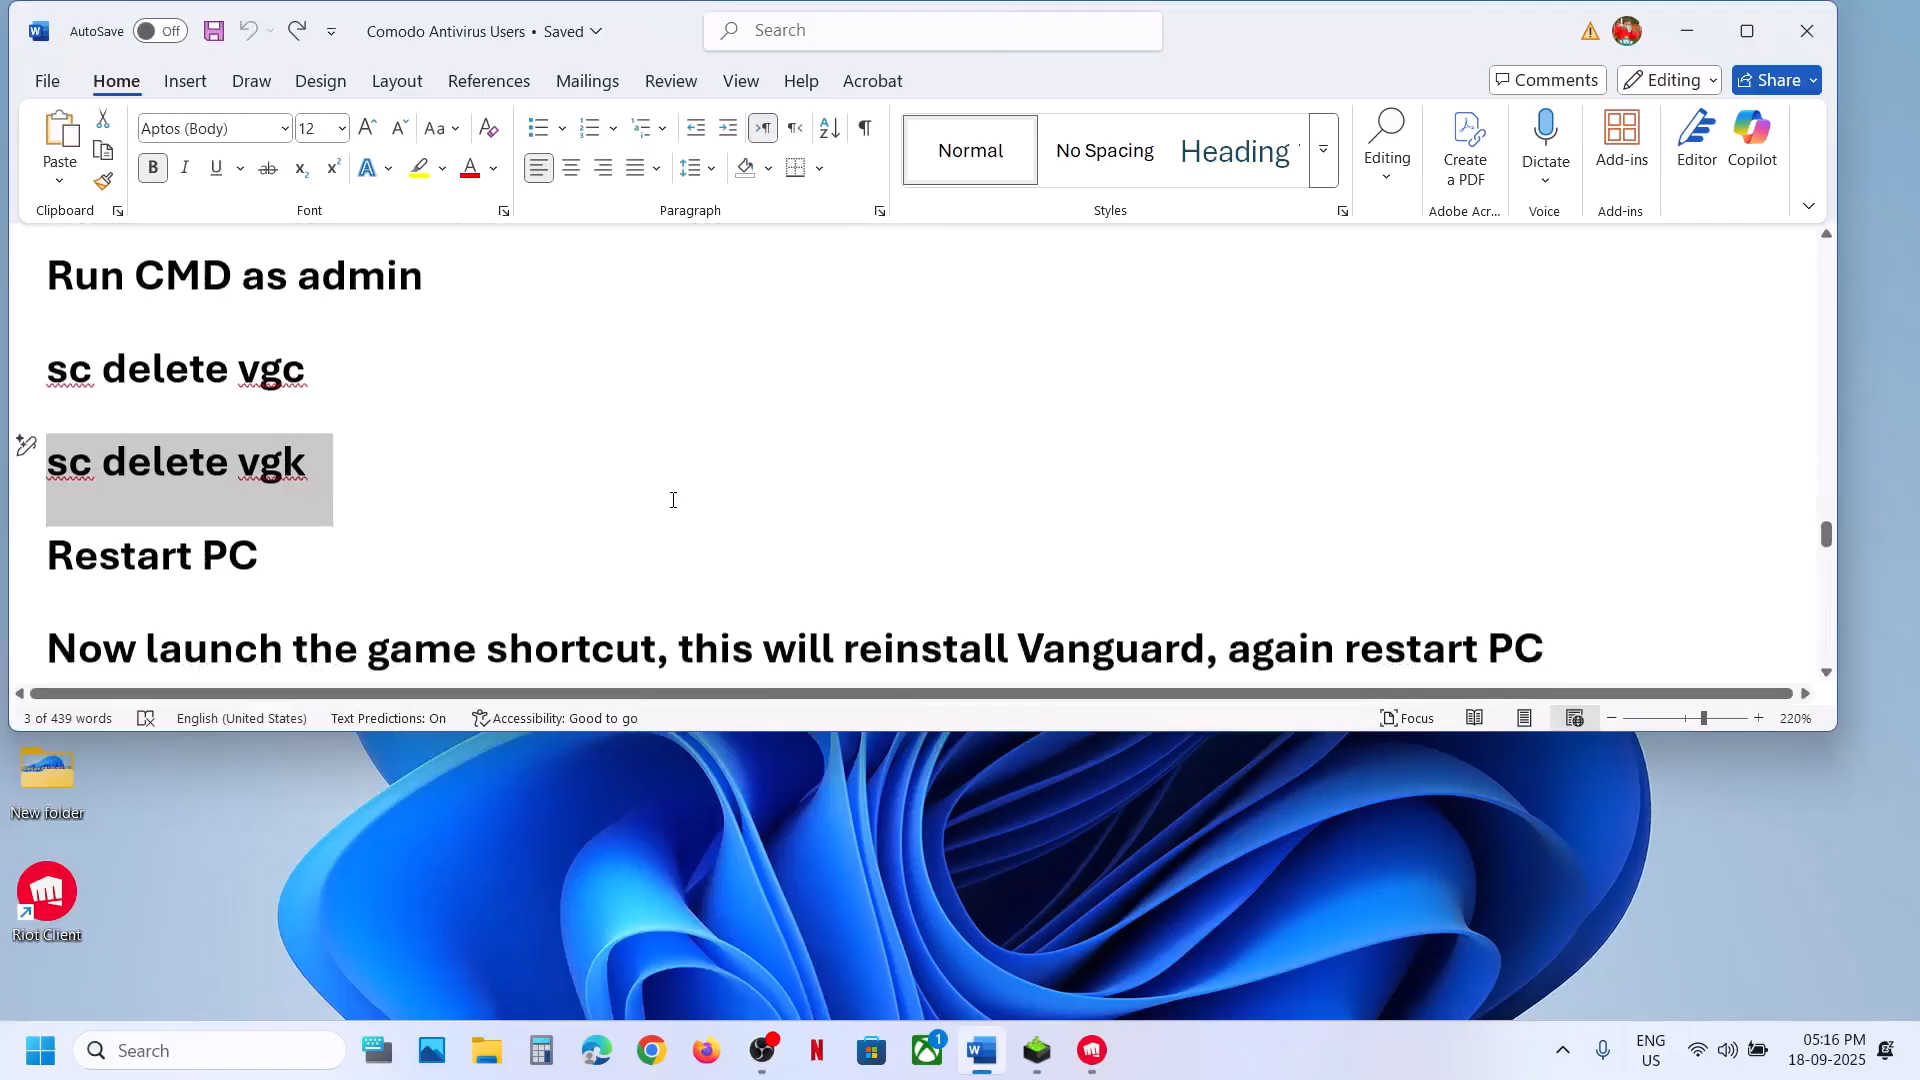 AutoSave Off Comodo Antivirus Users • Saved Search
File Home Insert Draw Design Layout References Mailings Review View Help Acrobat Comments Editing Share
Paste Aptos (Body) 12 Aa Normal No Spacing Heading Editing Create a PDF Dictate Add-ins Editor Copilot
Clipboard Font Paragraph Styles Adobe Acr... Voice Add-ins
Run CMD as admin
sc delete vgc
sc delete vgk
Restart PC
Now launch the game shortcut, this will reinstall Vanguard, again restart PC
3 of 439 words English (United States) Text Predictions: On Accessibility: Good to go Focus 220%
New folder
Riot Client
Search 1 ENG US 05:16 PM 18-09-2025